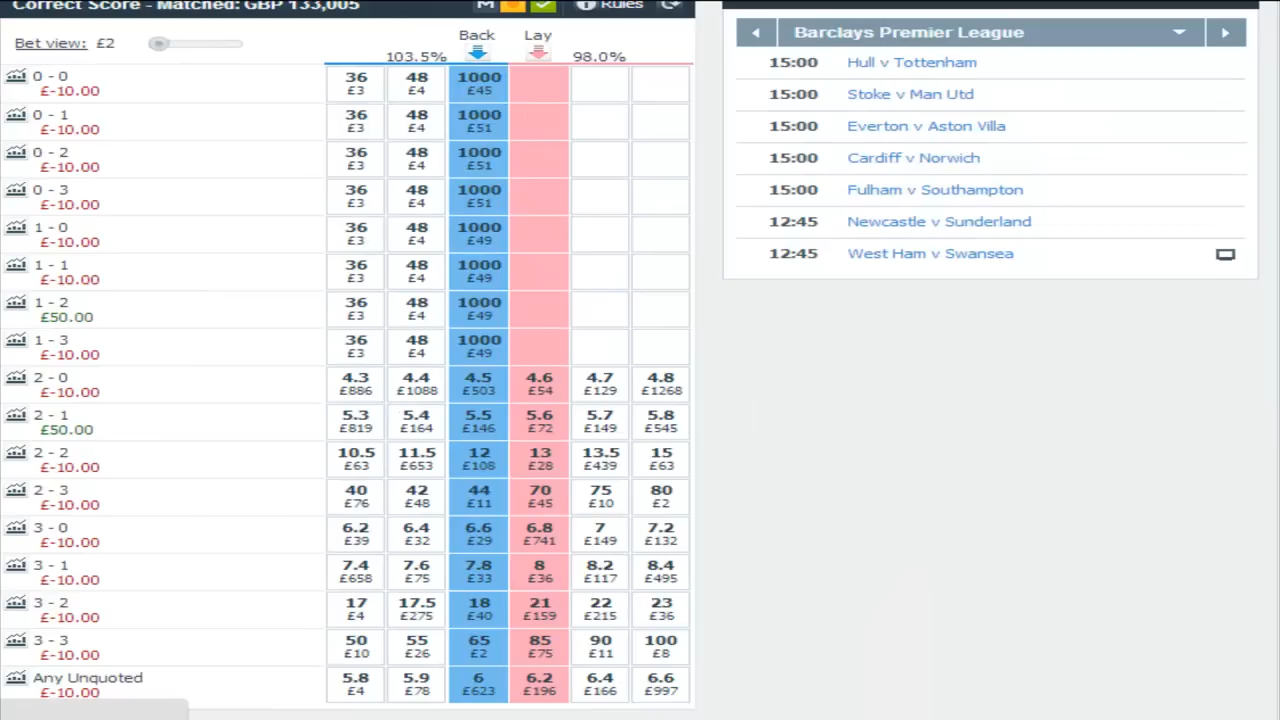 Correct Score - Matched: GBP 133,005 M Rules
Bet view: £2 Back Lay
103.5% 98.0%
0 - 0 36 48 1000
£-10.00 £3 £4 £45
0 - 1 36 48 1000
£-10.00 £3 £4 £51
0 - 2 36 48 1000
£-10.00 £3 £4 £51
0 - 3 36 48 1000
£-10.00 £3 £4 £51
1 - 0 36 48 1000
£-10.00 £3 £4 £49
1 - 1 36 48 1000
£-10.00 £3 £4 £49
1 - 2 36 48 1000
£50.00 £3 £4 £49
1 - 3 36 48 1000
£-10.00 £3 £4 £49
2 - 0 4.3 4.4 4.5 4.6 4.7 4.8
£-10.00 £886 £1088 £503 £54 £129 £1268
2 - 1 5.3 5.4 5.5 5.6 5.7 5.8
£50.00 £819 £164 £146 £72 £149 £545
2 - 2 10.5 11.5 12 13 13.5 15
£-10.00 £63 £653 £108 £28 £439 £63
2 - 3 40 42 44 70 75 80
£-10.00 £76 £48 £11 £45 £10 £2
3 - 0 6.2 6.4 6.6 6.8 7 7.2
£-10.00 £39 £32 £29 £741 £149 £132
3 - 1 7.4 7.6 7.8 8 8.2 8.4
£-10.00 £658 £75 £33 £36 £117 £495
3 - 2 17 17.5 18 21 22 23
£-10.00 £4 £275 £40 £159 £215 £36
3 - 3 50 55 65 85 90 100
£-10.00 £10 £26 £2 £75 £11 £8
Any Unquoted 5.8 5.9 6 6.2 6.4 6.6
£-10.00 £4 £78 £623 £196 £166 £997
Barclays Premier League
15:00 Hull v Tottenham
15:00 Stoke v Man Utd
15:00 Everton v Aston Villa
15:00 Cardiff v Norwich
15:00 Fulham v Southampton
12:45 Newcastle v Sunderland
12:45 West Ham v Swansea